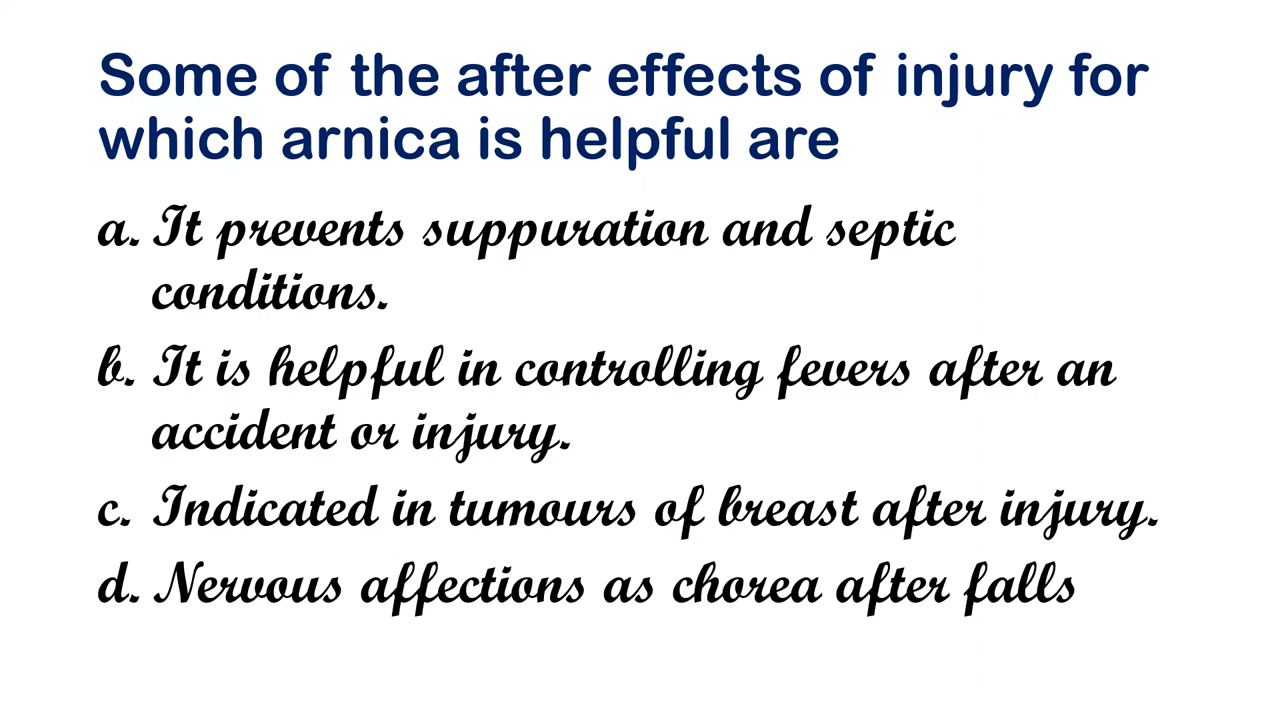 Some of the after effects of injury for
which arnica is helpful are
a. It prevents suppuration and septic
conditions.
b. It is helpful in controlling fevers after an
accident or injury.
c. Indicated in tumours of breast after injury.
d. Nervous affections as chorea after falls